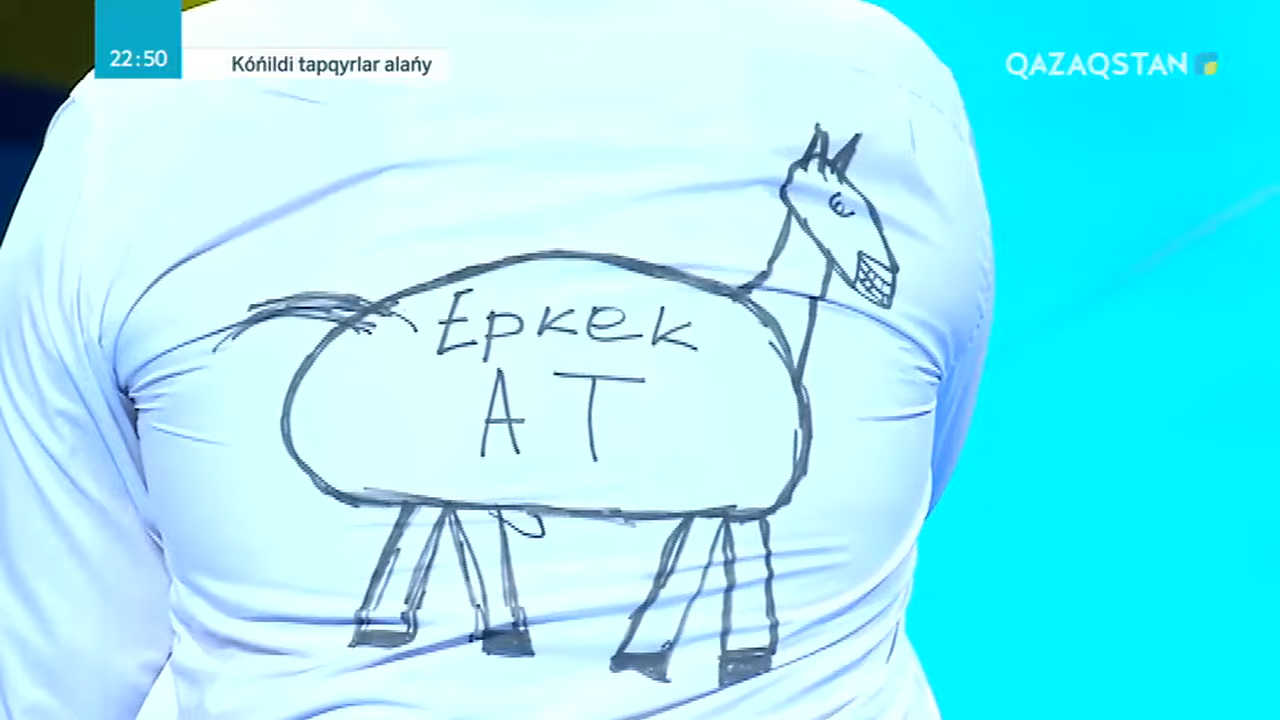 22:50
Kóńildi tapqyrlar alańy
QAZAQSTAN
Еркек
АТ